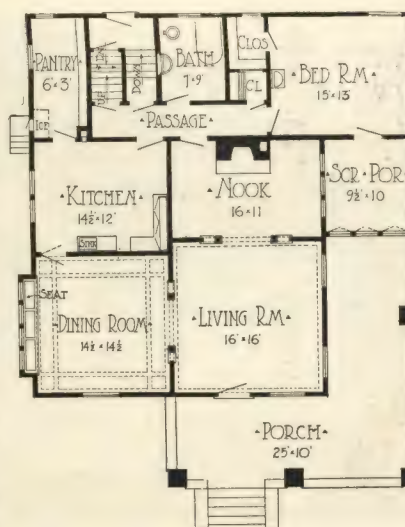 PANTRY
6'·3'
UP
DOWN
BATH
7'·9'
CLOS
CL
BED RM
15'·13'
ICE
PASSAGE
KITCHEN
14½'·12'
SINK
NOOK
16·11
SCR·POR
9½'·10
SEAT
DINING ROOM
14½·14½
LIVING RM
16'·16'
PORCH
25'·10'